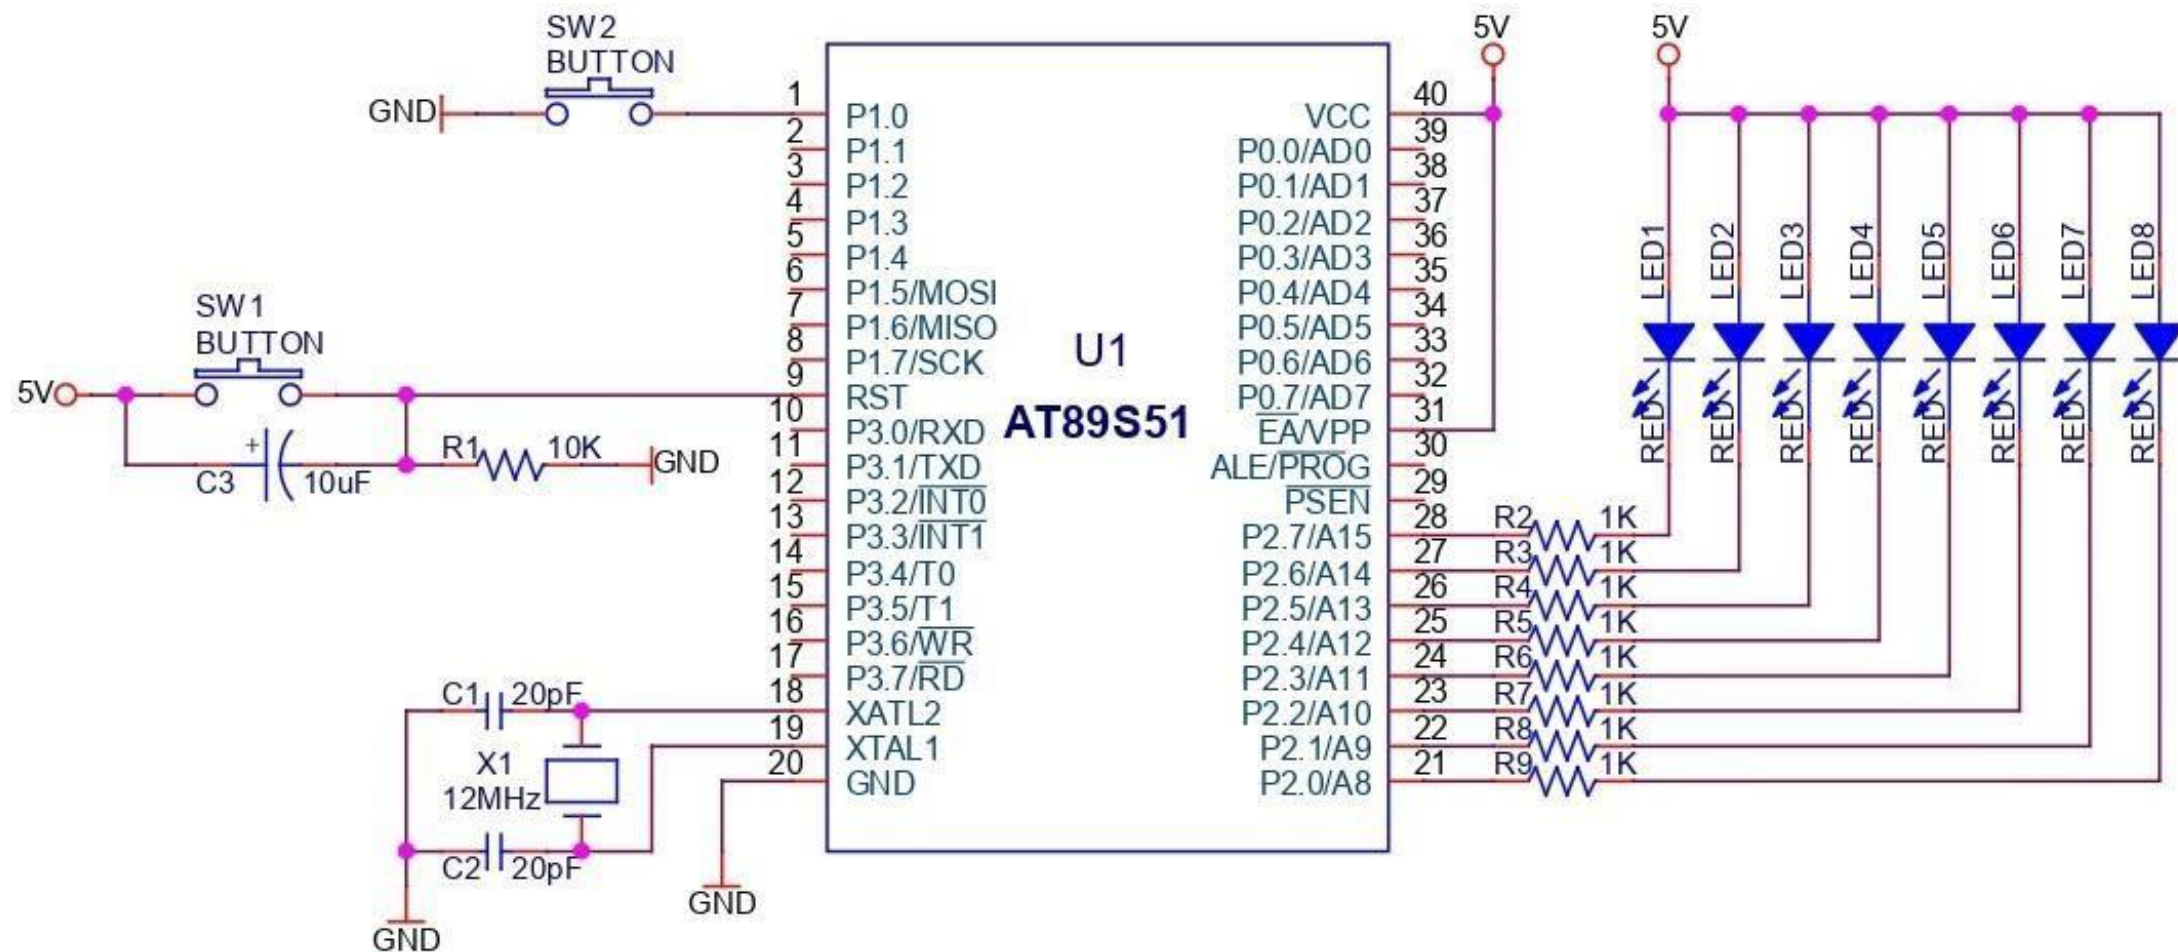 SW2
BUTTON
GND
SW1
BUTTON
5V
C3
+
10uF
R1
10K
GND
C1
20pF
X1
12MHz
C2
20pF
GND
GND
1
2
3
4
5
6
7
8
9
10
11
12
13
14
15
16
17
18
19
20
P1.0
P1.1
P1.2
P1.3
P1.4
P1.5/MOSI
P1.6/MISO
P1.7/SCK
RST
P3.0/RXD
P3.1/TXD
P3.2/INT0
P3.3/INT1
P3.4/T0
P3.5/T1
P3.6/WR
P3.7/RD
XATL2
XTAL1
GND
U1
AT89S51
VCC
P0.0/AD0
P0.1/AD1
P0.2/AD2
P0.3/AD3
P0.4/AD4
P0.5/AD5
P0.6/AD6
P0.7/AD7
EA/VPP
ALE/PROG
PSEN
P2.7/A15
P2.6/A14
P2.5/A13
P2.4/A12
P2.3/A11
P2.2/A10
P2.1/A9
P2.0/A8
40
39
38
37
36
35
34
33
32
31
30
29
28
27
26
25
24
23
22
21
5V
5V
R2 1K
R3 1K
R4 1K
R5 1K
R6 1K
R7 1K
R8 1K
R9 1K
LED1
LED2
LED3
LED4
LED5
LED6
LED7
LED8
RED
RED
RED
RED
RED
RED
RED
RED